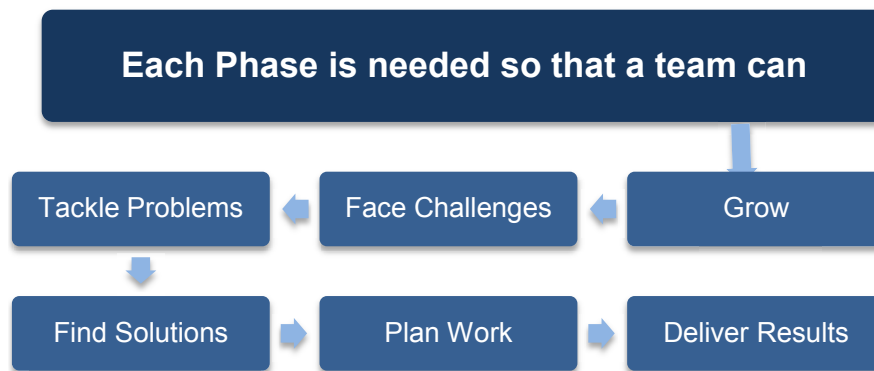 Each Phase is needed so that a team can
Grow
Face Challenges
Tackle Problems
Find Solutions
Plan Work
Deliver Results